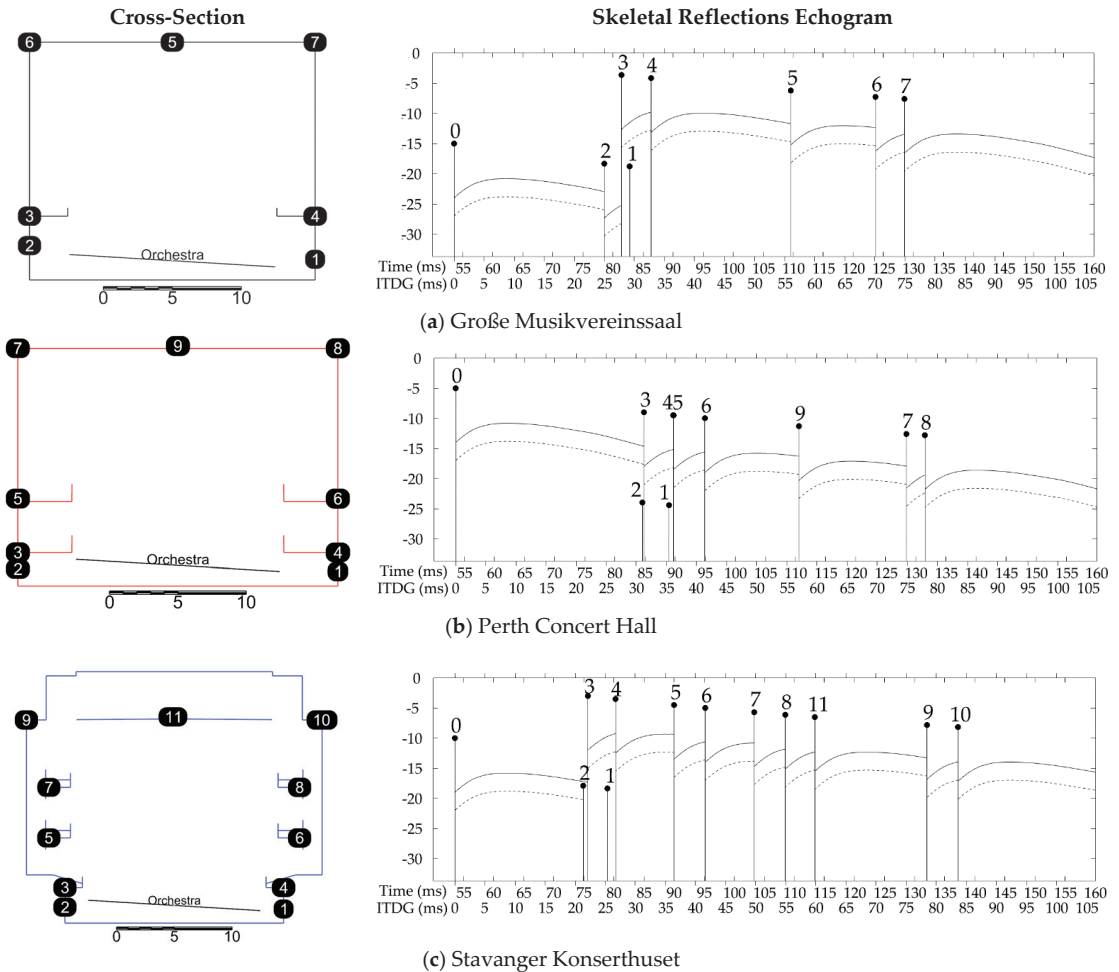 Cross-Section
Skeletal Reflections Echogram
6 5 7
3 4
2
Orchestra
1
0 5 10
0
-5
-10
-15
-20
-25
-30
0 2 3 1 4 5 6 7
Time (ms) 55 60 65 70 75 80 85 90 95 100 105 110 115 120 125 130 135 140 145 150 155 160
ITDG (ms) 0 5 10 15 20 25 30 35 40 45 50 55 60 65 70 75 80 85 90 95 100 105
(a) Große Musikvereinssaal
7 9 8
5 6
3 4
Orchestra
2 1
0 5 10
0
-5
-10
-15
-20
-25
-30
0 2 3 1 45 6 9 7 8
Time (ms) 55 60 65 70 75 80 85 90 95 100 105 110 115 120 125 130 135 140 145 150 155 160
ITDG (ms) 0 5 10 15 20 25 30 35 40 45 50 55 60 65 70 75 80 85 90 95 100 105
(b) Perth Concert Hall
9 11 10
7 8
5 6
3 4
Orchestra
2 1
0 5 10
0
-5
-10
-15
-20
-25
-30
0 2 3 1 4 5 6 7 8 11 9 10
Time (ms) 55 60 65 70 75 80 85 90 95 100 105 110 115 120 125 130 135 140 145 150 155 160
ITDG (ms) 0 5 10 15 20 25 30 35 40 45 50 55 60 65 70 75 80 85 90 95 100 105
(c) Stavanger Konserthuset